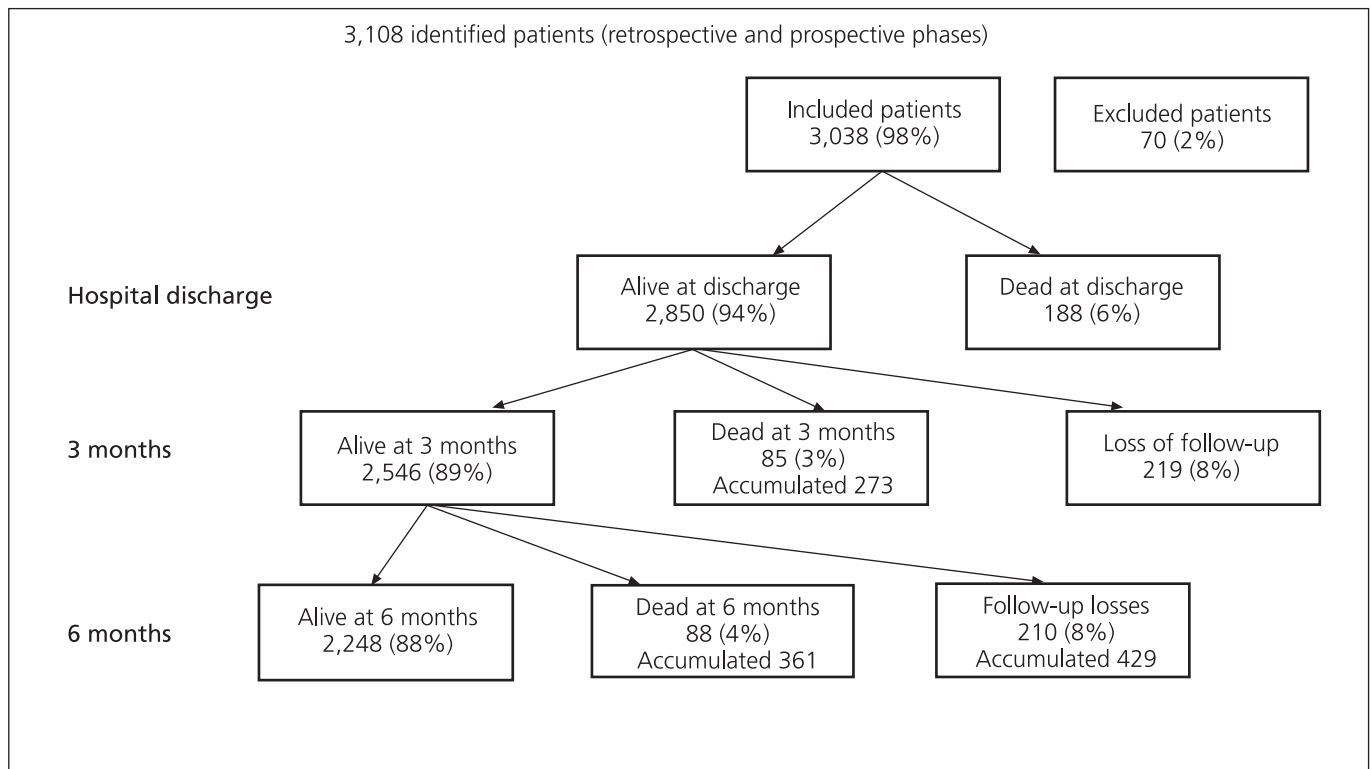 3,108 identified patients (retrospective and prospective phases)
Included patients
3,038 (98%)
Excluded patients
70 (2%)
Hospital discharge
Alive at discharge
2,850 (94%)
Dead at discharge
188 (6%)
3 months
Alive at 3 months
2,546 (89%)
Dead at 3 months
85 (3%)
Accumulated 273
Loss of follow-up
219 (8%)
6 months
Alive at 6 months
2,248 (88%)
Dead at 6 months
88 (4%)
Accumulated 361
Follow-up losses
210 (8%)
Accumulated 429